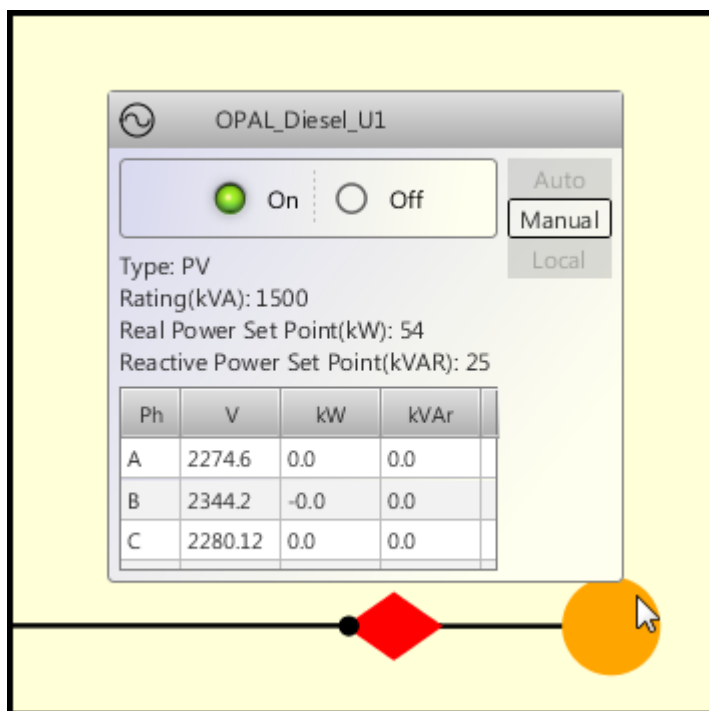 OPAL_Diesel_U1
On Off
Auto
Manual
Local
Type: PV
Rating(kVA): 1500
Real Power Set Point(kW): 54
Reactive Power Set Point(kVAR): 25
Ph V kW kVAr
A 2274.6 0.0 0.0
B 2344.2 -0.0 0.0
C 2280.12 0.0 0.0